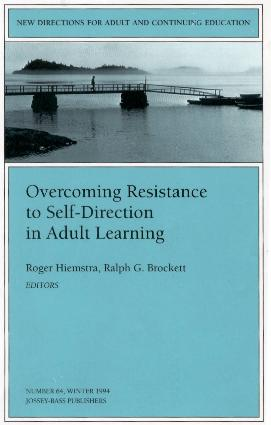 NEW DIRECTIONS FOR ADULT AND CONTINUING EDUCATION
Overcoming Resistance
to Self-Direction
in Adult Learning
Roger Hiemstra, Ralph G. Brockett
EDITORS
NUMBER 64, WINTER 1994
JOSSEY-BASS PUBLISHERS